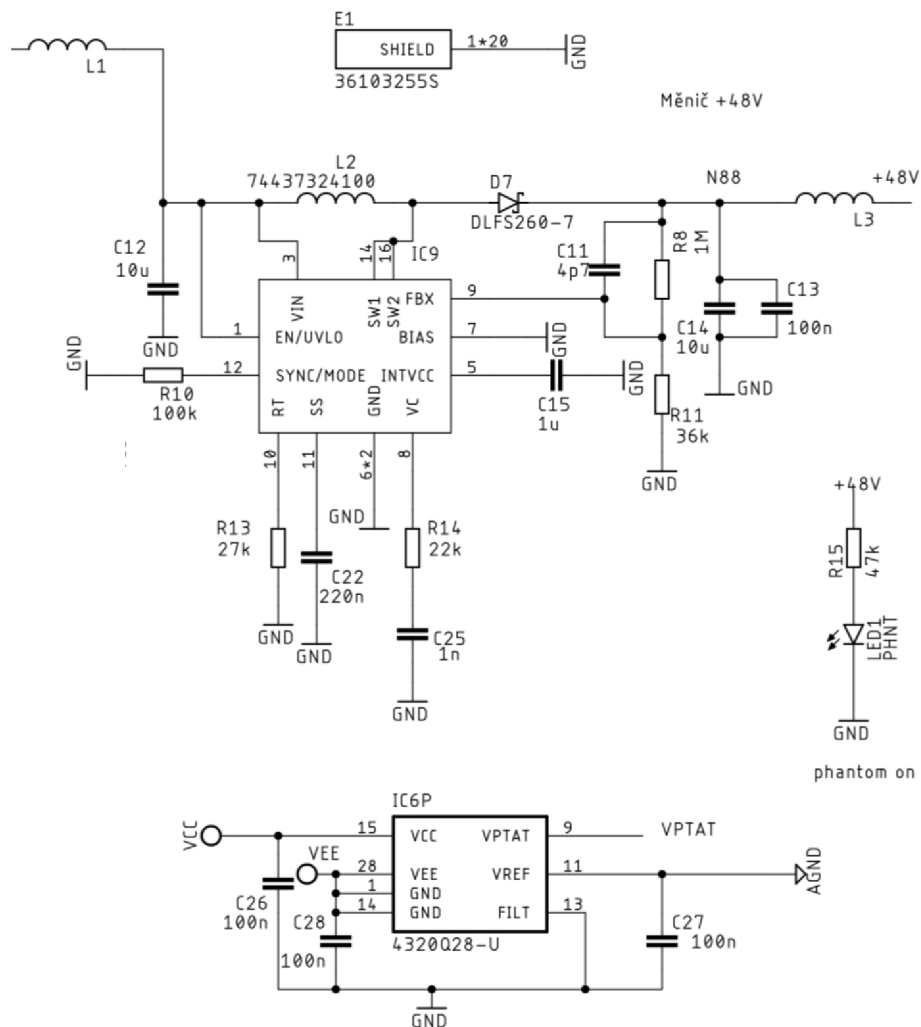 E1
SHIELD
1*20
GND
36103255S
L1
Měnič +48V
L2
74437324100
D7
DLFS260-7
N88
+48V
L3
C12
10u
GND
3
14
16
IC9
C11
4p7
R8
1M
VIN
SW1
SW2
FBX
9
C13
100n
C14
10u
GND
1
EN/UVLO
BIAS
7
GND
GND
12
SYNC/MODE
INTVCC
5
GND
R10
100k
RT
SS
GND
VC
C15
1u
R11
36k
GND
10
11
6*2
8
GND
R13
27k
C22
220n
R14
22k
GND
GND
C25
1n
GND
+48V
R15
47k
LED1
PHNT
GND
phantom on
IC6P
VCC
15
VCC
VPTAT
9
VPTAT
VEE
28
VEE
VREF
11
AGND
1
GND
14
GND
FILT
13
C26
100n
C28
100n
4320Q28-U
C27
100n
GND